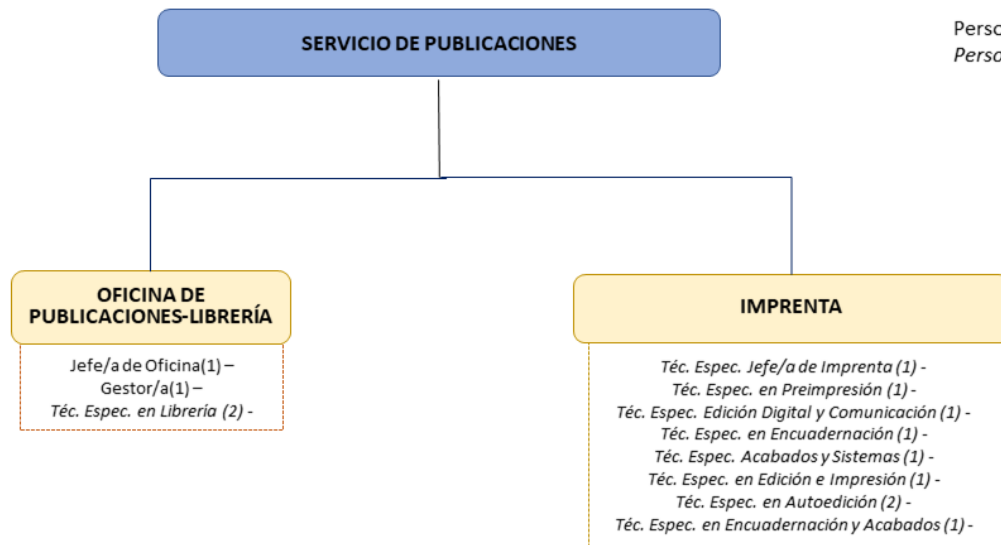 SERVICIO DE PUBLICACIONES
Perso
Perso
OFICINA DE
PUBLICACIONES-LIBRERÍA
Jefe/a de Oficina(1) –
Gestor/a(1) –
Téc. Espec. en Librería (2) -
IMPRENTA
Téc. Espec. Jefe/a de Imprenta (1) -
Téc. Espec. en Preimpresión (1) -
Téc. Espec. Edición Digital y Comunicación (1) -
Téc. Espec. en Encuadernación (1) -
Téc. Espec. Acabados y Sistemas (1) -
Téc. Espec. en Edición e Impresión (1) -
Téc. Espec. en Autoedición (2) -
Téc. Espec. en Encuadernación y Acabados (1) -